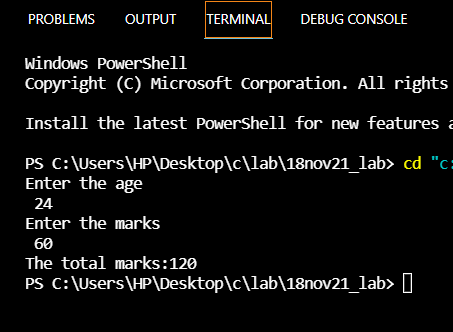 PROBLEMS OUTPUT TERMINAL DEBUG CONSOLE
Windows PowerShell
Copyright (C) Microsoft Corporation. All rights
Install the latest PowerShell for new features a
PS C:\Users\HP\Desktop\c\lab\18nov21_lab> cd "c:
Enter the age
24
Enter the marks
60
The total marks:120
PS C:\Users\HP\Desktop\c\lab\18nov21_lab>